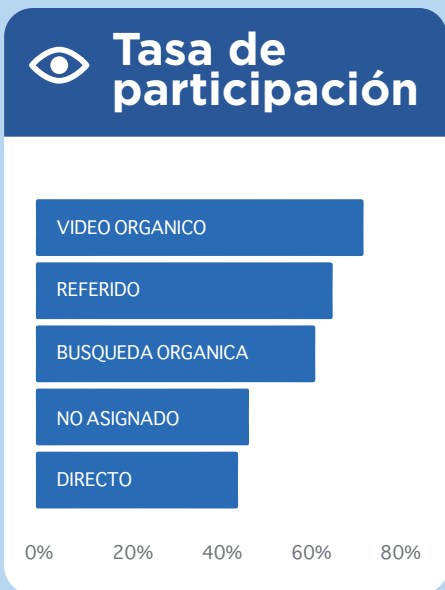 Tasa de
participación
VIDEO ORGANICO
REFERIDO
BUSQUEDA ORGANICA
NO ASIGNADO
DIRECTO
0% 20% 40% 60% 80%